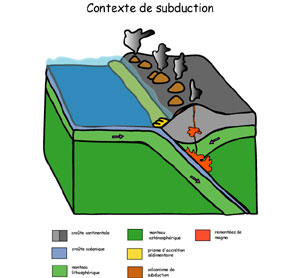 Contexte de subduction
croûte continentale
manteau
asténosphérique
remontées de
magma
croûte océanique
prisme d'accrétion
sédimentaire
manteau
lithosphérique
volcanisme de
subduction